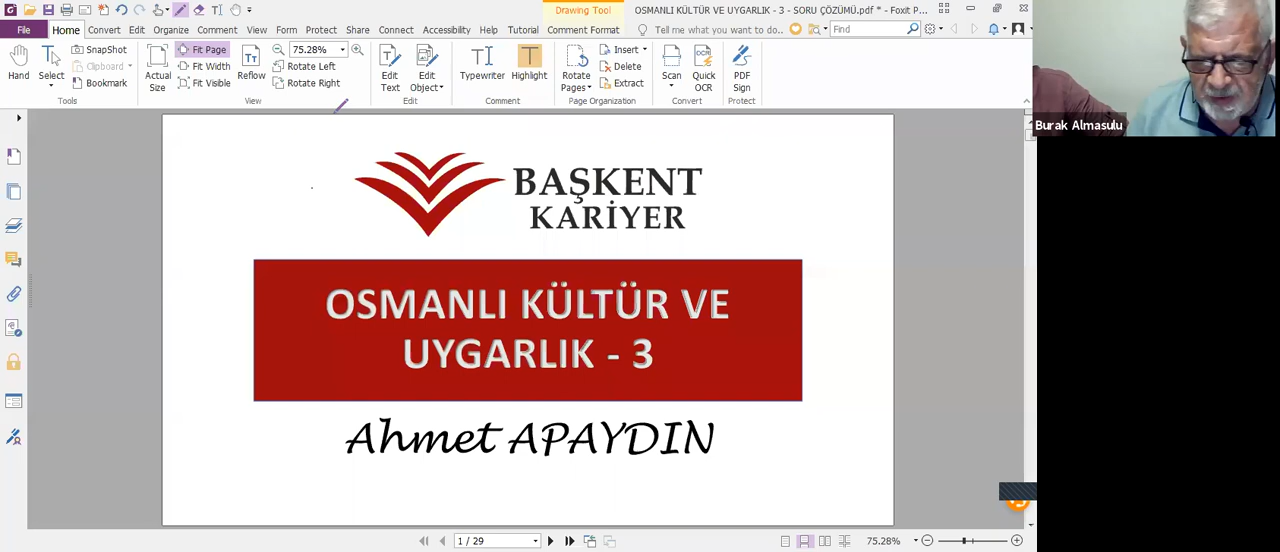 Drawing Tool
OSMANLI KÜLTÜR VE UYGARLIK - 3 - SORU ÇÖZÜMÜ.pdf * - Foxit P...
File Home Convert Edit Organize Comment View Form Protect Share Connect Accessibility Help Tutorial Comment Format Tell me what you want to do... Find
SnapShot Fit Page 75.28% Insert
Hand Select Clipboard Actual Size Fit Width Reflow Rotate Left Edit Text Edit Object Typewriter Highlight Rotate Pages Delete Scan Quick OCR PDF Sign
Bookmark Fit Visible Rotate Right Extract
Tools View Edit Comment Page Organization Convert Protect
Burak Almasulu
BAŞKENT
KARİYER
OSMANLI KÜLTÜR VE
UYGARLIK - 3
Ahmet APAYDIN
1 / 29 75.28%